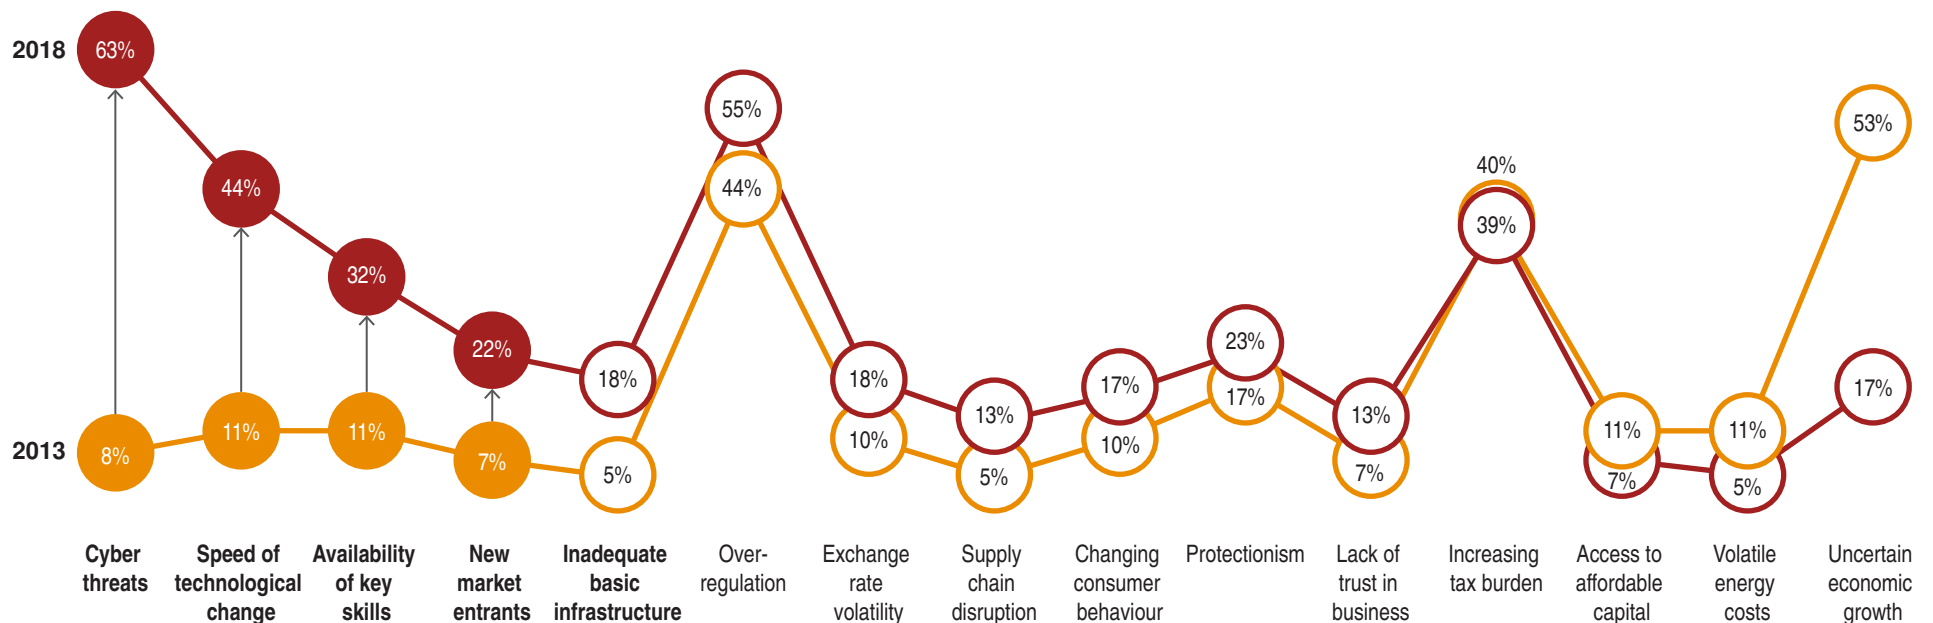 2018
63%
44%
32%
22%
18%
55%
18%
13%
17%
23%
13%
39%
7%
5%
17%
2013
8%
11%
11%
7%
5%
44%
10%
5%
10%
17%
7%
40%
11%
11%
53%
Cyber
threats
Speed of
technological
change
Availability
of key
skills
New
market
entrants
Inadequate
basic
infrastructure
Over-
regulation
Exchange
rate
volatility
Supply
chain
disruption
Changing
consumer
behaviour
Protectionism
Lack of
trust in
business
Increasing
tax burden
Access to
affordable
capital
Volatile
energy
costs
Uncertain
economic
growth